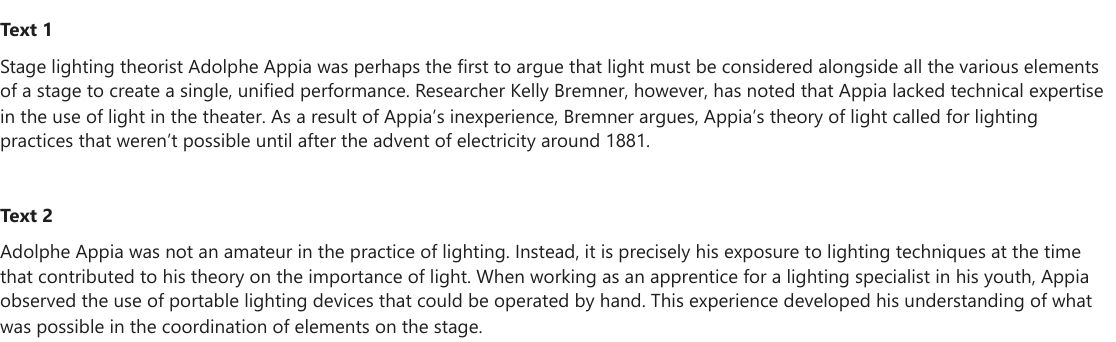 Text 1
Stage lighting theorist Adolphe Appia was perhaps the first to argue that light must be considered alongside all the various elements
of a stage to create a single, unified performance. Researcher Kelly Bremner, however, has noted that Appia lacked technical expertise
in the use of light in the theater. As a result of Appia’s inexperience, Bremner argues, Appia’s theory of light called for lighting
practices that weren’t possible until after the advent of electricity around 1881.
Text 2
Adolphe Appia was not an amateur in the practice of lighting. Instead, it is precisely his exposure to lighting techniques at the time
that contributed to his theory on the importance of light. When working as an apprentice for a lighting specialist in his youth, Appia
observed the use of portable lighting devices that could be operated by hand. This experience developed his understanding of what
was possible in the coordination of elements on the stage.